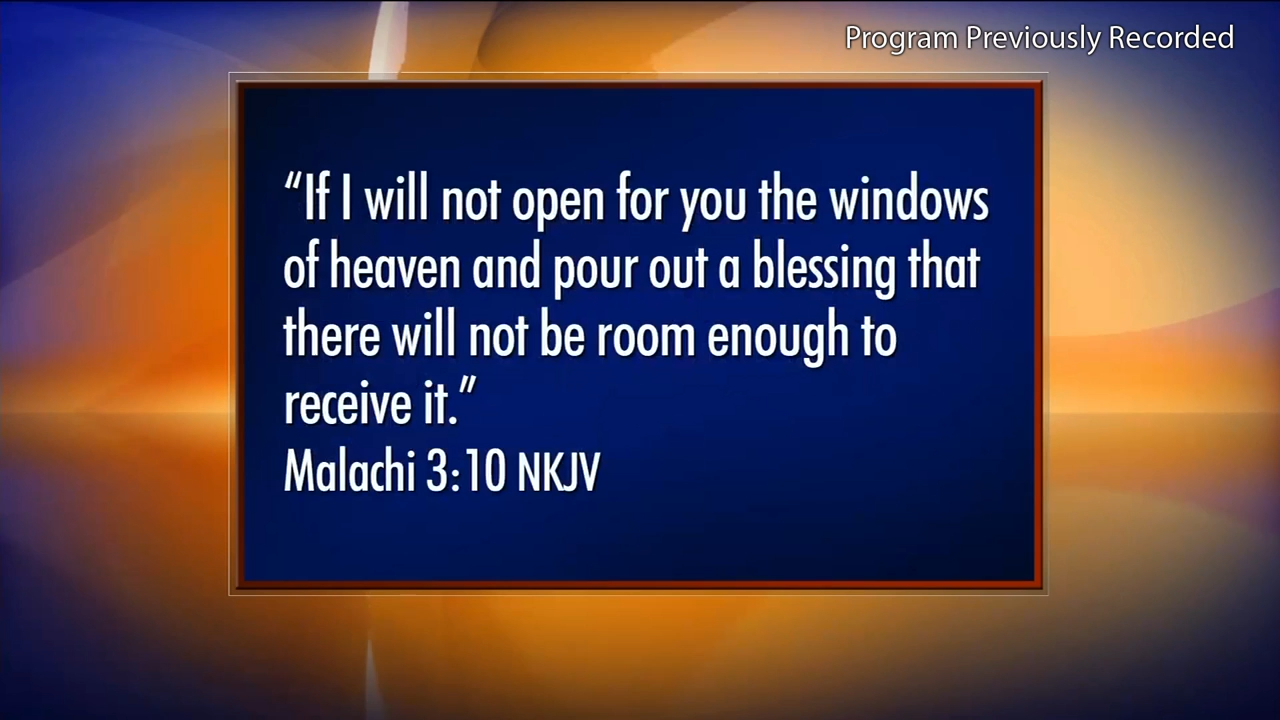 Program Previously Recorded
“If I will not open for you the windows
of heaven and pour out a blessing that
there will not be room enough to
receive it.”
Malachi 3:10 NKJV